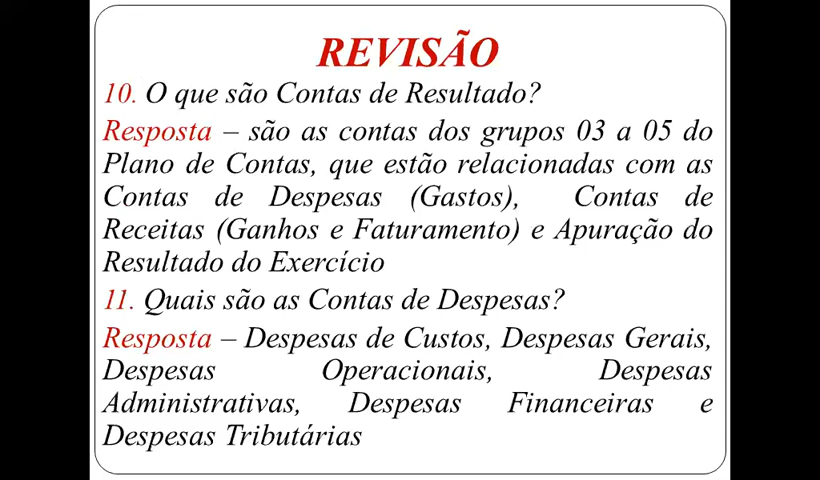 REVISÃO
10. O que são Contas de Resultado?
Resposta – são as contas dos grupos 03 a 05 do
Plano de Contas, que estão relacionadas com as
Contas de Despesas (Gastos), Contas de
Receitas (Ganhos e Faturamento) e Apuração do
Resultado do Exercício
11. Quais são as Contas de Despesas?
Resposta – Despesas de Custos, Despesas Gerais,
Despesas Operacionais, Despesas
Administrativas, Despesas Financeiras e
Despesas Tributárias